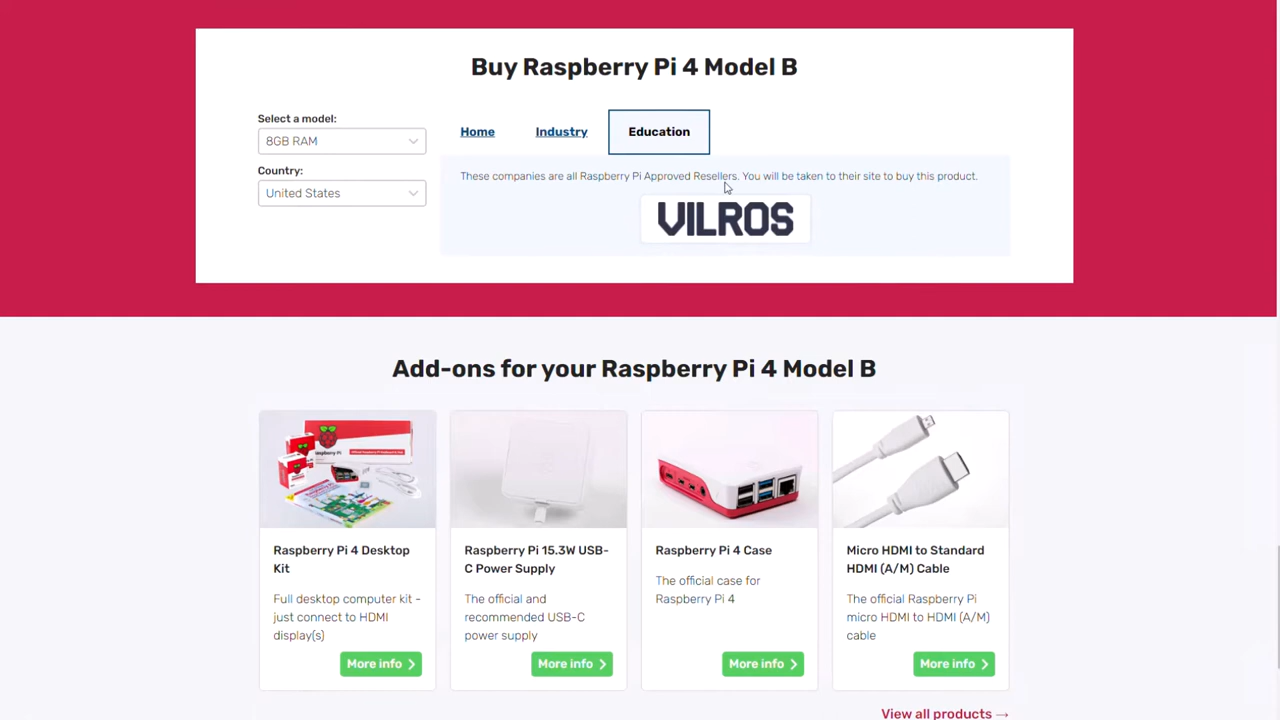 Buy Raspberry Pi 4 Model B
Select a model:
8GB RAM
Country:
United States
Home
Industry
Education
These companies are all Raspberry Pi Approved Resellers. You will be taken to their site to buy this product.
VILROS
Add-ons for your Raspberry Pi 4 Model B
Raspberry Pi 4 Desktop
Kit
Full desktop computer kit -
just connect to HDMI
display(s)
More info
Raspberry Pi 15.3W USB-
C Power Supply
The official and
recommended USB-C
power supply
More info
Raspberry Pi 4 Case
The official case for
Raspberry Pi 4
More info
Micro HDMI to Standard
HDMI (A/M) Cable
The official Raspberry Pi
micro HDMI to HDMI (A/M)
cable
More info
View all products →